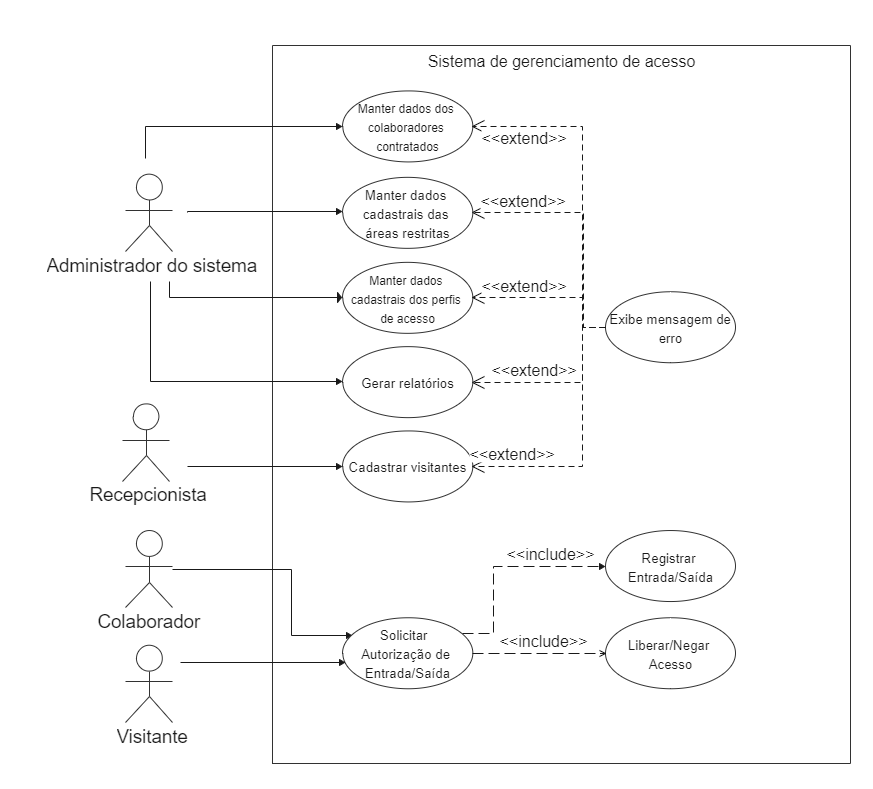 Sistema de gerenciamento de acesso
Manter dados dos
colaboradores
contratados
<<extend>>
Manter dados
cadastrais das
áreas restritas
<<extend>>
Administrador do sistema
Manter dados
cadastrais dos perfis
de acesso
<<extend>>
Exibe mensagem de
erro
Gerar relatórios
<<extend>>
Cadastrar visitantes
<<extend>>
Recepcionista
Colaborador
<<include>>
Registrar
Entrada/Saída
Solicitar
Autorização de
Entrada/Saída
<<include>>
Liberar/Negar
Acesso
Visitante